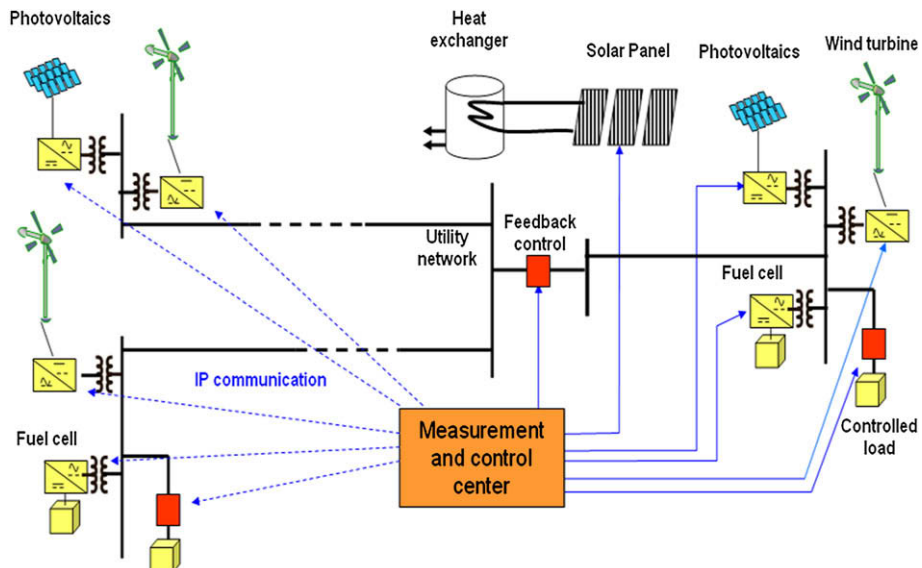 Photovoltaics
Heat
exchanger
Solar Panel
Photovoltaics
Wind turbine
Utility
network
Feedback
control
Fuel cell
IP communication
Measurement
and control
center
Controlled
load
Fuel cell